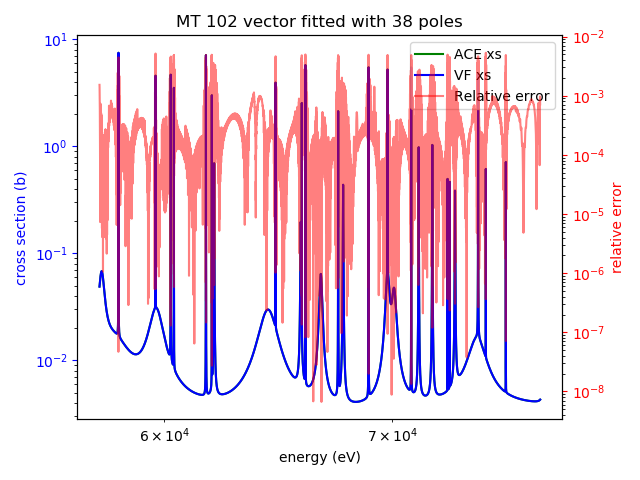 MT 102 vector fitted with 38 poles
ACE xs
VF xs
Relative error
cross section (b)
10¹
10⁰
10⁻¹
10⁻²
relative error
10⁻²
10⁻³
10⁻⁴
10⁻⁵
10⁻⁶
10⁻⁷
10⁻⁸
6 × 10⁴
7 × 10⁴
energy (eV)